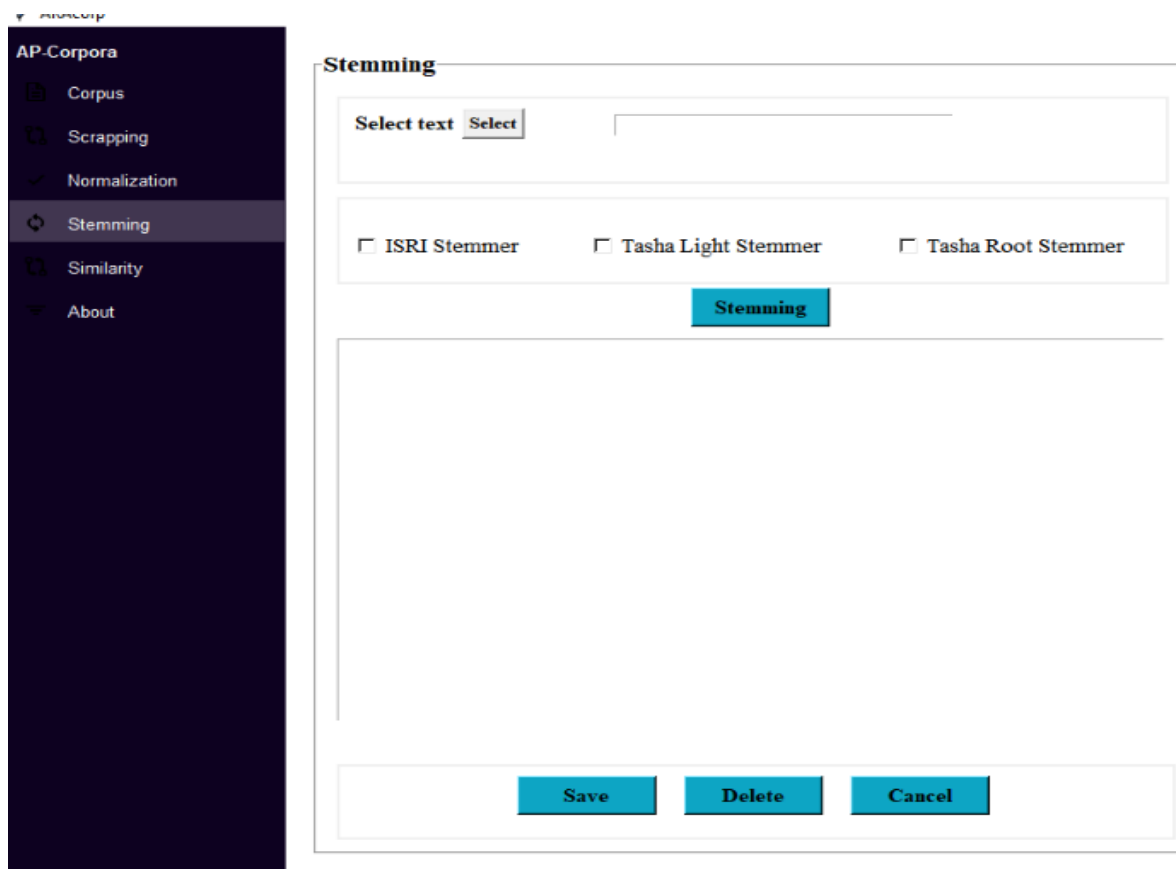 AP-Corpora
Corpus
Scrapping
Normalization
Stemming
Similarity
About
Stemming
Select text Select
ISRI Stemmer Tasha Light Stemmer Tasha Root Stemmer
Stemming
Save Delete Cancel